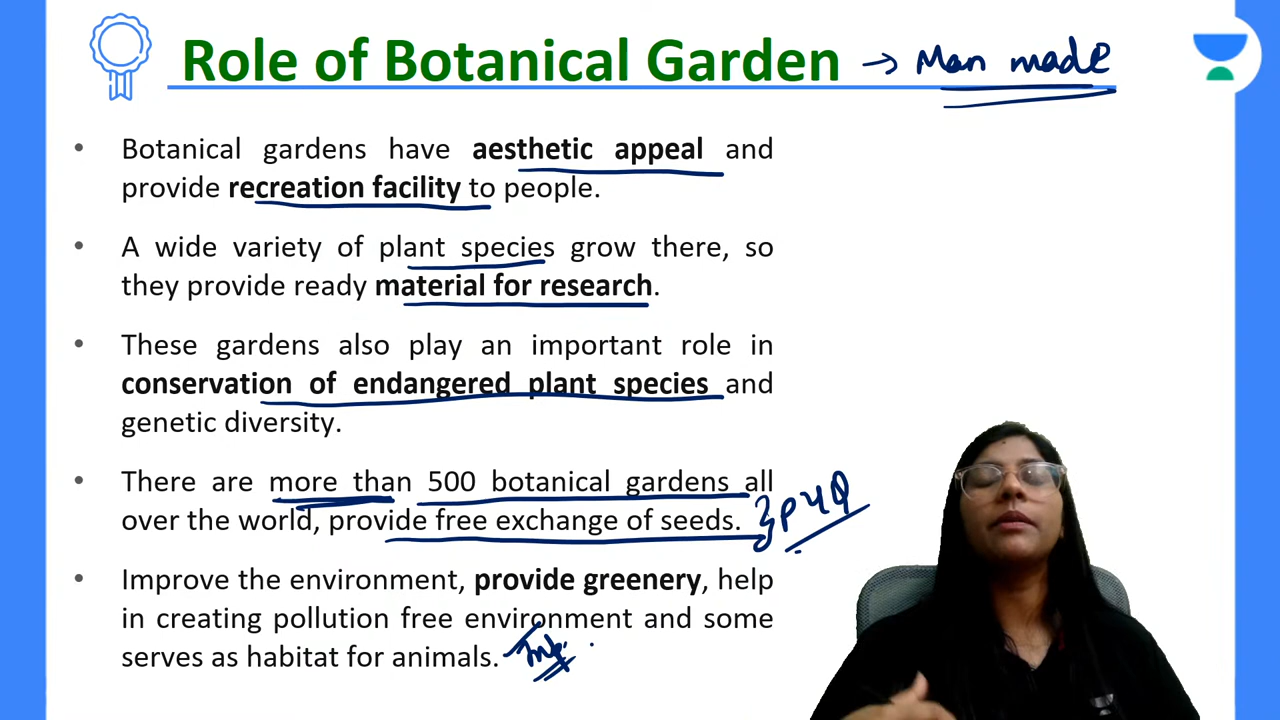 Role of Botanical Garden → Man made
• Botanical gardens have aesthetic appeal and
provide recreation facility to people.
• A wide variety of plant species grow there, so
they provide ready material for research.
• These gardens also play an important role in
conservation of endangered plant species and
genetic diversity.
• There are more than 500 botanical gardens all
over the world, provide free exchange of seeds. } PYQ
• Improve the environment, provide greenery, help
in creating pollution free environment and some
serves as habitat for animals.